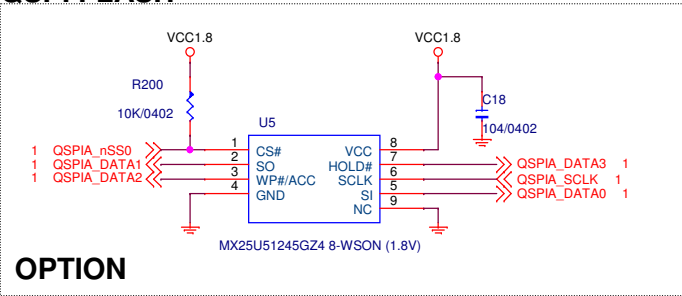 VCC1.8
VCC1.8
R200
10K/0402
C18
104/0402
U5
1 QSPIA_nSS0 1 CS#
1 QSPIA_DATA1 2 SO
1 QSPIA_DATA2 3 WP#/ACC
4 GND
VCC 8
HOLD# 7 QSPIA_DATA3 1
SCLK 6 QSPIA_SCLK 1
SI 5 QSPIA_DATA0 1
NC 9
MX25U51245GZ4 8-WSON (1.8V)
OPTION